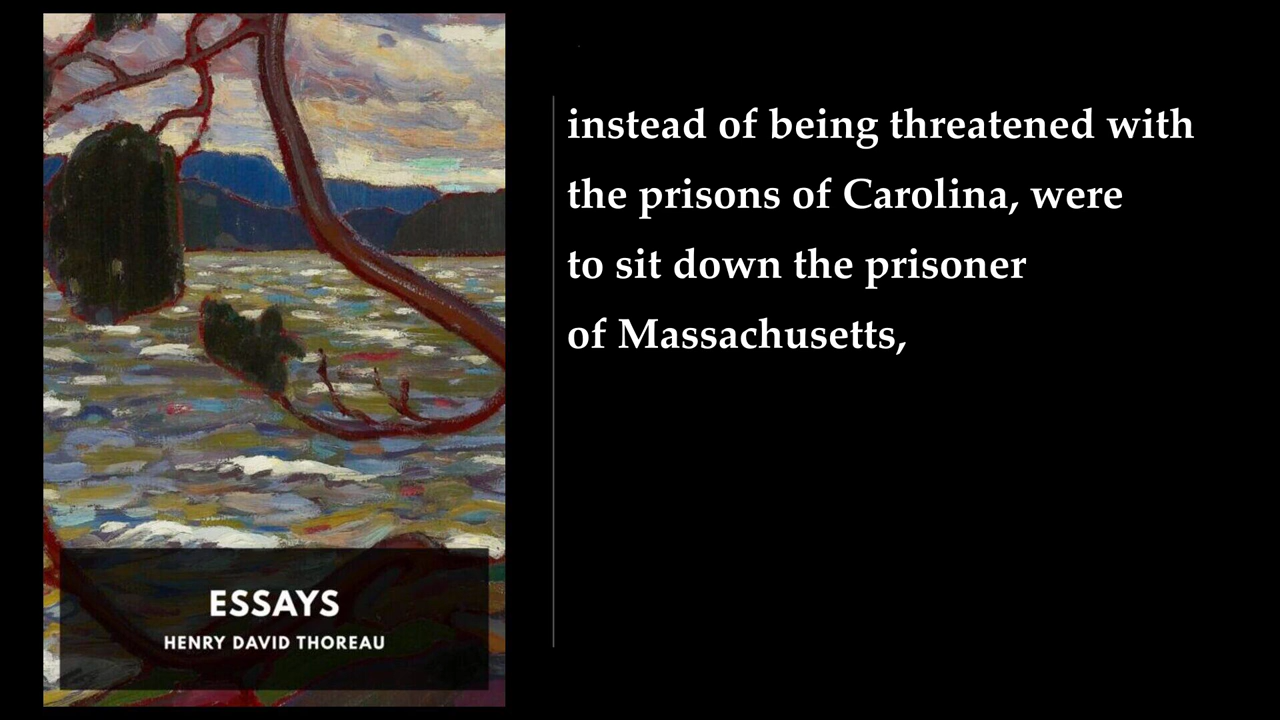 ESSAYS
HENRY DAVID THOREAU
instead of being threatened with
the prisons of Carolina, were
to sit down the prisoner
of Massachusetts,